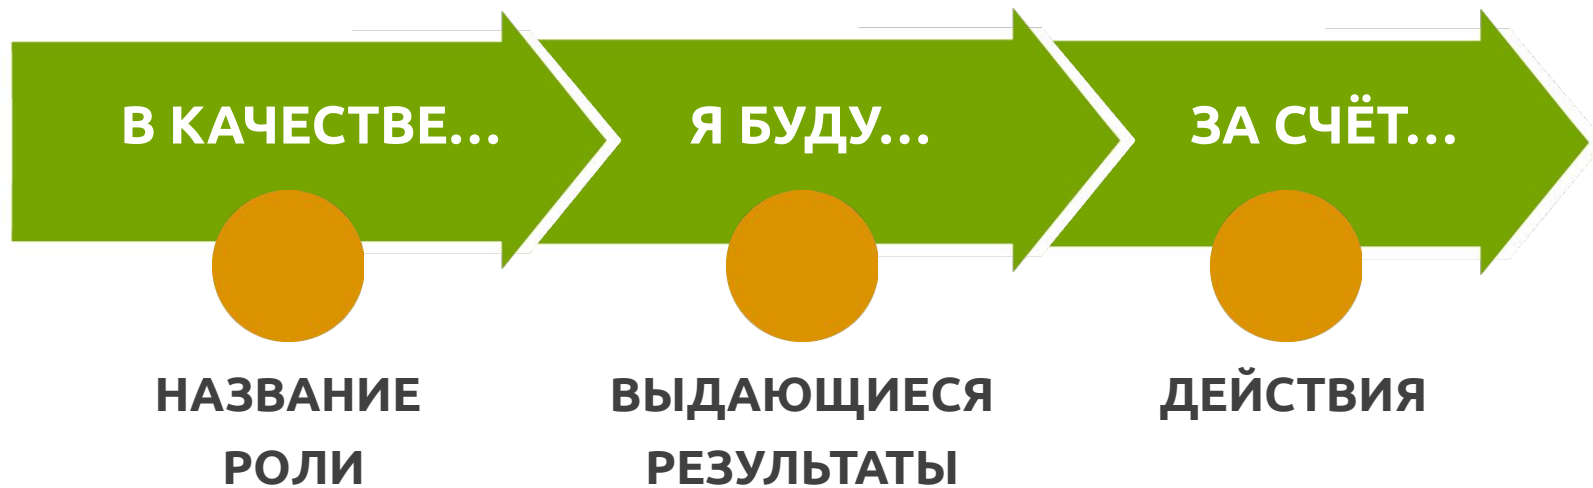 В КАЧЕСТВЕ...
Я БУДУ...
ЗА СЧЁТ...
НАЗВАНИЕ
РОЛИ
ВЫДАЮЩИЕСЯ
РЕЗУЛЬТАТЫ
ДЕЙСТВИЯ